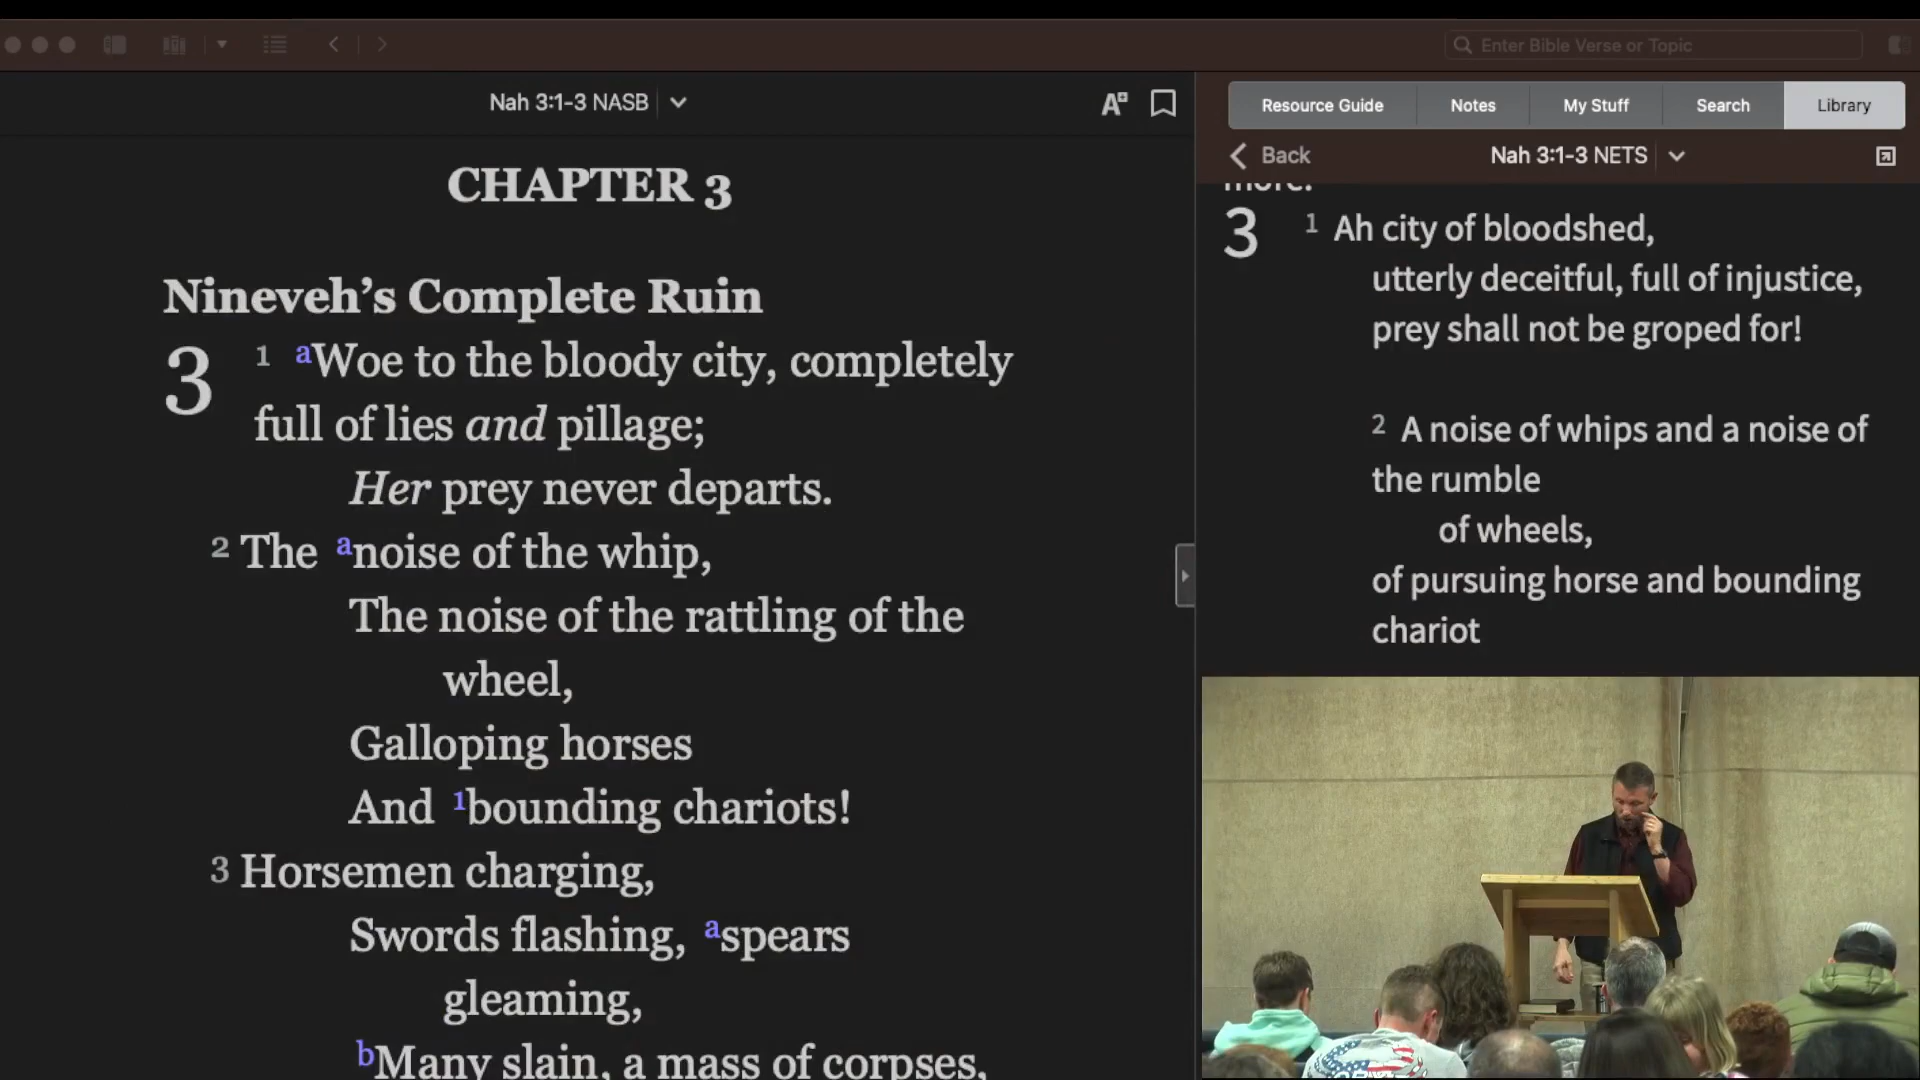 Enter Bible Verse or Topic
Nah 3:1-3 NASB
CHAPTER 3
Nineveh's Complete Ruin
3 1 aWoe to the bloody city, completely
full of lies and pillage;
Her prey never departs.
2 The anoise of the whip,
The noise of the rattling of the
wheel,
Galloping horses
And 1bounding chariots!
3 Horsemen charging,
Swords flashing, aspears
gleaming,
bMany slain, a mass of corpses,
Resource Guide Notes My Stuff Search Library
Back Nah 3:1-3 NETS
more.
3 1 Ah city of bloodshed,
utterly deceitful, full of injustice,
prey shall not be groped for!
2 A noise of whips and a noise of
the rumble
of wheels,
of pursuing horse and bounding
chariot